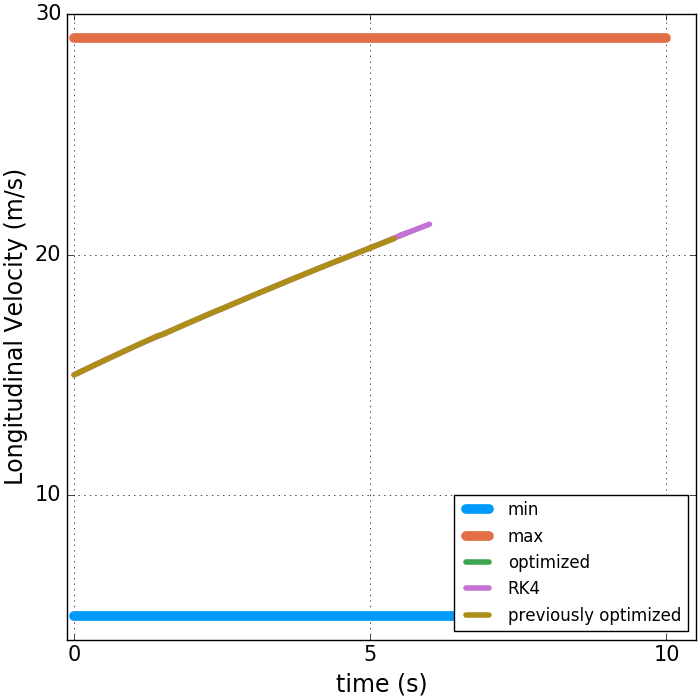 30
20
10
Longitudinal Velocity (m/s)
min
max
optimized
RK4
previously optimized
0 5 10
time (s)